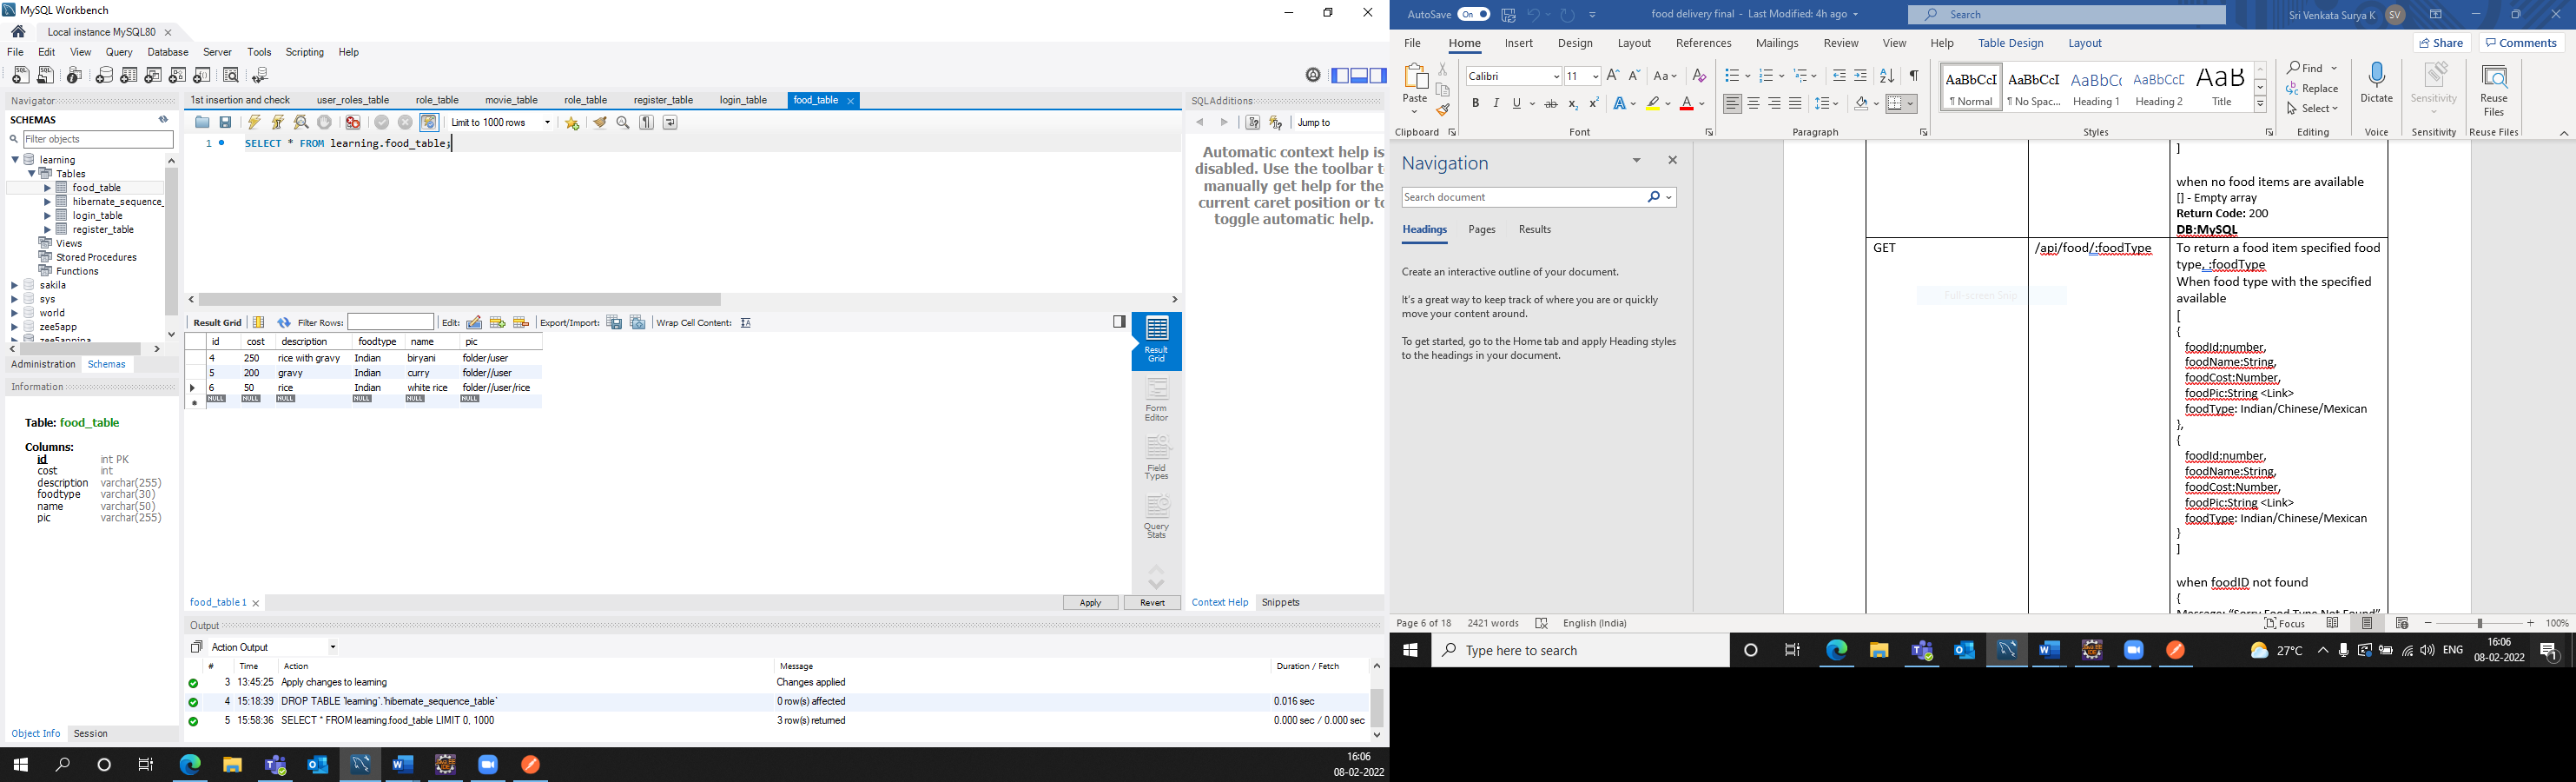 MySQL Workbench
Local instance MySQL80
File Edit View Query Database Server Tools Scripting Help
Navigator
SCHEMAS
Filter objects
learning
Tables
food_table
hibernate_sequence_
login_table
register_table
Views
Stored Procedures
Functions
sakila
sys
world
zee5app
zee5appina
Administration Schemas
Information
Table: food_table
Columns:
id int PK
cost int
description varchar(255)
foodtype varchar(30)
name varchar(50)
pic varchar(255)
Object Info Session
1st insertion and check user_roles_table role_table movie_table role_table register_table login_table food_table
Limit to 1000 rows
1 SELECT * FROM learning.food_table;
Result Grid Filter Rows: Edit: Export/Import: Wrap Cell Content:
id cost description foodtype name pic
4 250 rice with gravy Indian biryani folder/user
5 200 gravy Indian curry folder//user
6 50 rice Indian white rice folder//user/rice
NULL NULL NULL NULL NULL NULL
Result Grid
Form Editor
Field Types
Query Stats
food_table 1 Apply Revert
SQLAdditions
Jump to
Automatic context help is
disabled. Use the toolbar t
manually get help for the
current caret position or to
toggle automatic help.
Context Help Snippets
Output
Action Output
# Time Action Message Duration / Fetch
3 13:45:25 Apply changes to learning Changes applied
4 15:18:39 DROP TABLE `learning`.`hibernate_sequence_table` 0 row(s) affected 0.016 sec
5 15:58:36 SELECT * FROM learning.food_table LIMIT 0, 1000 3 row(s) returned 0.000 sec / 0.000 sec
16:06
08-02-2022
AutoSave On food delivery final - Last Modified: 4h ago Search Sri Venkata Surya K SV
File Home Insert Design Layout References Mailings Review View Help Table Design Layout Share Comments
Paste
Clipboard
Calibri 11
Font
Paragraph
AaBbCcI AaBbCcI AaBbCc AaBbCcD AaB
¶ Normal ¶ No Spac... Heading 1 Heading 2 Title
Styles
Find
Replace
Select
Editing
Dictate
Voice
Sensitivity
Sensitivity
Reuse Files
Reuse Files
Navigation
Search document
Headings Pages Results
Create an interactive outline of your document.
It's a great way to keep track of where you are or quickly
move your content around.
To get started, go to the Home tab and apply Heading styles
to the headings in your document.
Full-screen Snip
]
when no food items are available
[] - Empty array
Return Code: 200
DB:MySQL
GET /api/food/:foodType To return a food item specified food
type, :foodType
When food type with the specified
available
[
{
foodId:number,
foodName:String,
foodCost:Number,
foodPic:String <Link>
foodType: Indian/Chinese/Mexican
},
{
foodId:number,
foodName:String,
foodCost:Number,
foodPic:String <Link>
foodType: Indian/Chinese/Mexican
}
]
when foodID not found
{
Message: “Sorry Food Type Not Found”
Page 6 of 18 2421 words English (India) Focus 100%
Type here to search 27°C ENG 16:06
08-02-2022
1